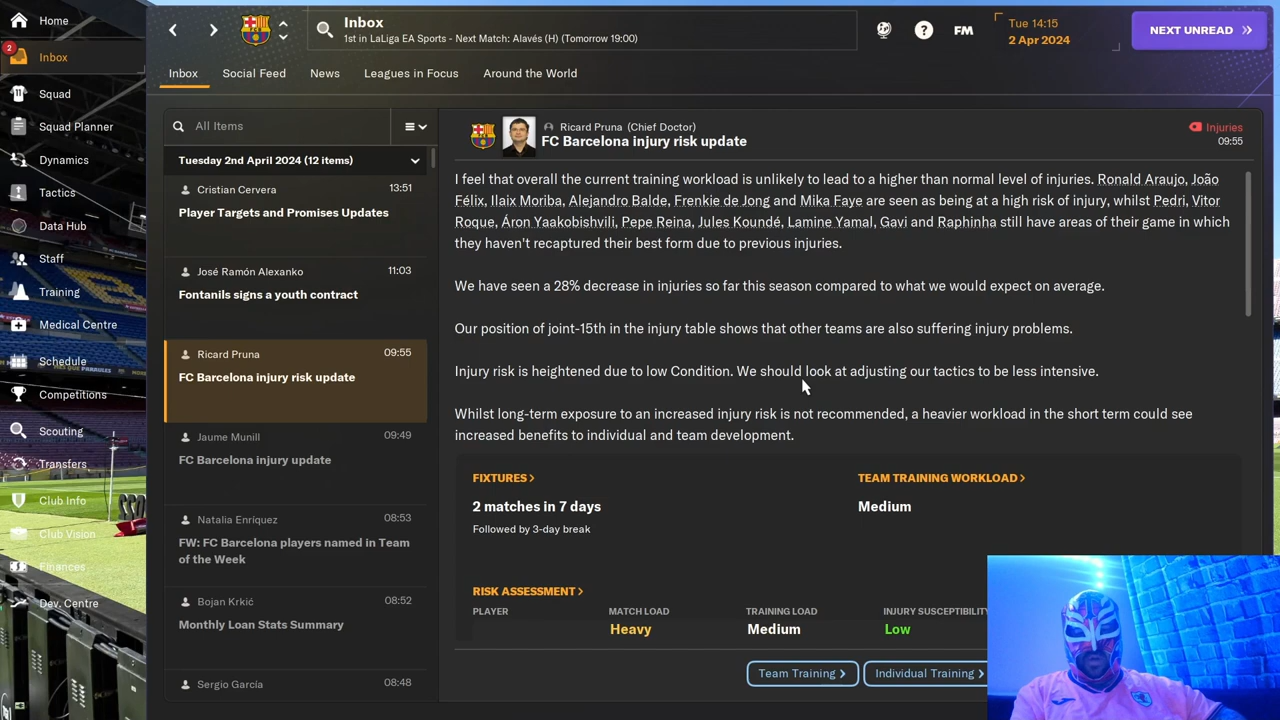 Home
2
Inbox
Squad
Squad Planner
Dynamics
Tactics
Data Hub
Staff
Training
Medical Centre
Schedule
Competitions
Scouting
Transfers
Club Info
Club Vision
Finances
Dev. Centre
Inbox
1st in LaLiga EA Sports - Next Match: Alavés (H) (Tomorrow 19:00)
?
FM
Tue 14:15
2 Apr 2024
NEXT UNREAD
Inbox Social Feed News Leagues in Focus Around the World
All Items
Tuesday 2nd April 2024 (12 items)
Cristian Cervera 13:51
Player Targets and Promises Updates
José Ramón Alexanko 11:03
Fontanils signs a youth contract
Ricard Pruna 09:55
FC Barcelona injury risk update
Jaume Munill 09:49
FC Barcelona injury update
Natalia Enríquez 08:53
FW: FC Barcelona players named in Team
of the Week
Bojan Krkić 08:52
Monthly Loan Stats Summary
Sergio García 08:48
Ricard Pruna (Chief Doctor)
FC Barcelona injury risk update
Injuries
09:55
I feel that overall the current training workload is unlikely to lead to a higher than normal level of injuries. Ronald Araujo, João
Félix, Ilaix Moriba, Alejandro Balde, Frenkie de Jong and Mika Faye are seen as being at a high risk of injury, whilst Pedri, Vitor
Roque, Áron Yaakobishvili, Pepe Reina, Jules Koundé, Lamine Yamal, Gavi and Raphinha still have areas of their game in which
they haven't recaptured their best form due to previous injuries.
We have seen a 28% decrease in injuries so far this season compared to what we would expect on average.
Our position of joint-15th in the injury table shows that other teams are also suffering injury problems.
Injury risk is heightened due to low Condition. We should look at adjusting our tactics to be less intensive.
Whilst long-term exposure to an increased injury risk is not recommended, a heavier workload in the short term could see
increased benefits to individual and team development.
FIXTURES
2 matches in 7 days
Followed by 3-day break
TEAM TRAINING WORKLOAD
Medium
RISK ASSESSMENT
PLAYER MATCH LOAD TRAINING LOAD INJURY SUSCEPTIBILITY
Heavy Medium Low
Team Training Individual Training